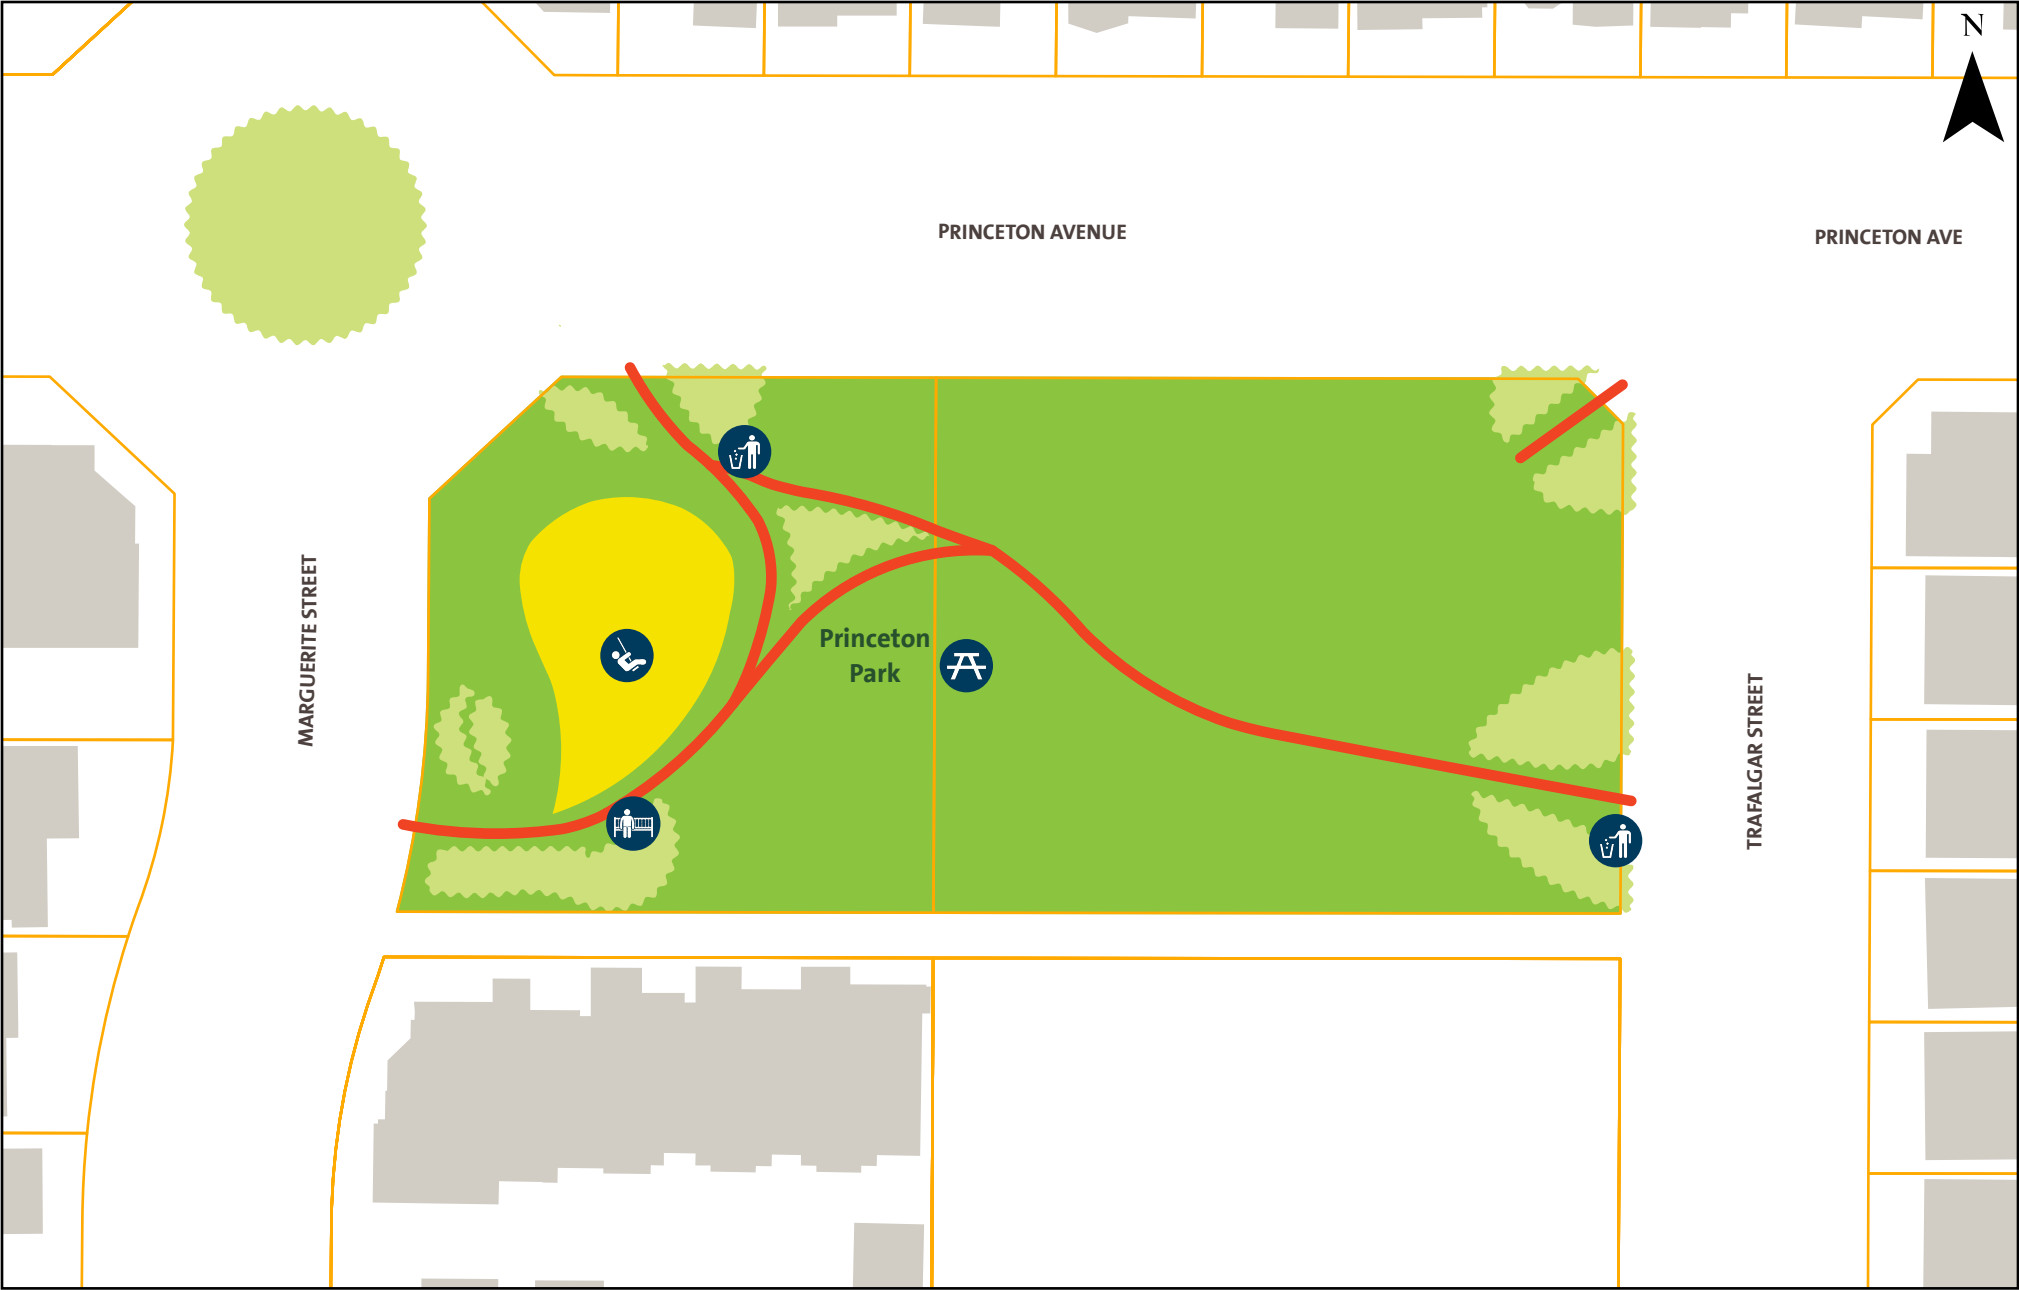 N
PRINCETON AVENUE
PRINCETON AVE
MARGUERITE STREET
Princeton
Park
TRAFALGAR STREET